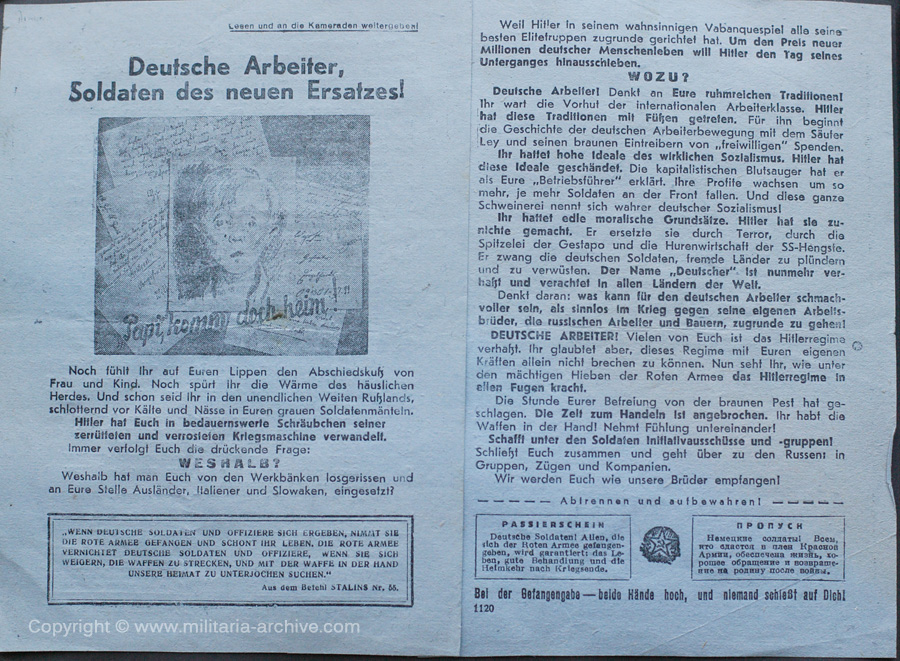 Lesen und an die Kameraden weitergeben!
Deutsche Arbeiter,
Soldaten des neuen Ersatzes!
Papi, komm doch heim!
Noch fühlt Ihr auf Euren Lippen den Abschiedskuß von
Frau und Kind. Noch spürt Ihr die Wärme des häuslichen
Herdes. Und schon seid Ihr in den unendlichen Weiten Rußlands,
schlotternd vor Kälte und Nässe in Euren grauen Soldatenmänteln.
Hitler hat Euch in bedauernswerte Schräubchen seiner
zerrütteten und verrosteten Kriegsmaschine verwandelt.
Immer verfolgt Euch die drückende Frage:
WESHALB?
Weshalb hat man Euch von den Werkbänken losgerissen und
an Eure Stelle Ausländer, Italiener und Slowaken, eingesetzt?
„WENN DEUTSCHE SOLDATEN UND OFFIZIERE SICH ERGEBEN, NIMMT SIE
DIE ROTE ARMEE GEFANGEN UND SCHONT IHR LEBEN. DIE ROTE ARMEE
VERNICHTET DEUTSCHE SOLDATEN UND OFFIZIERE, WENN SIE SICH
WEIGERN, DIE WAFFEN ZU STRECKEN, UND MIT DER WAFFE IN DER HAND
UNSERE HEIMAT ZU UNTERJOCHEN SUCHEN."
Aus dem Befehl STALINS Nr. 55.
Weil Hitler in seinem wahnsinnigen Vabanquespiel alle seine
besten Elitetruppen zugrunde gerichtet hat. Um den Preis neuer
Millionen deutscher Menschenleben will Hitler den Tag seines
Unterganges hinausschieben.
WOZU?
Deutsche Arbeiter! Denkt an Eure ruhmreichen Traditionen!
Ihr wart die Vorhut der internationalen Arbeiterklasse. Hitler
hat diese Traditionen mit Füßen getreten. Für ihn beginnt
die Geschichte der deutschen Arbeiterbewegung mit dem Säufer
Ley und seinen braunen Eintreibern von „freiwilligen" Spenden.
Ihr hattet hohe Ideale des wirklichen Sozialismus. Hitler hat
diese Ideale geschändet. Die kapitalistischen Blutsauger hat er
als Eure „Betriebsführer" erklärt. Ihre Profite wachsen um so
mehr, je mehr Soldaten an der Front fallen. Und diese ganze
Schweinerei nennt sich wahrer deutscher Sozialismus!
Ihr hattet edle moralische Grundsätze. Hitler hat sie zu-
nichte gemacht. Er ersetzte sie durch Terror, durch die
Spitzelei der Gestapo und die Hurenwirtschaft der SS-Hengste.
Er zwang die deutschen Soldaten, fremde Länder zu plündern
und zu verwüsten. Der Name „Deutscher" ist nunmehr ver-
haßt und verachtet in allen Ländern der Welt.
Denkt daran: was kann für den deutschen Arbeiter schmach-
voller sein, als sinnlos im Krieg gegen seine eigenen Arbeits-
brüder, die russischen Arbeiter und Bauern, zugrunde zu gehen!
DEUTSCHE ARBEITER! Vielen von Euch ist das Hitlerregime
verhaßt. Ihr glaubtet aber, dieses Regime mit Euren eigenen
Kräften allein nicht brechen zu können. Nun seht Ihr, wie unter
den mächtigen Hieben der Roten Armee das Hitlerregime in
allen Fugen kracht.
Die Stunde Eurer Befreiung von der braunen Pest hat ge-
schlagen. Die Zeit zum Handeln ist angebrochen. Ihr habt die
Waffen in der Hand! Nehmt Fühlung untereinander!
Schafft unter den Soldaten Initiativausschüsse und -gruppen!
Schließt Euch zusammen und geht über zu den Russen in
Gruppen, Zügen und Kompanien.
Wir werden Euch wie unsere Brüder empfangen!
Abtrennen und aufbewahren!
PASSIERSCHEIN
Deutsche Soldaten! Allen, die
sich der Roten Armee gefangen-
geben, wird garantiert: das Le-
ben, gute Behandlung und die
Heimkehr nach Kriegsende.
ПРОПУСК
Немецкие солдаты! Всем,
кто сдастся в плен Красной
Армии, обеспечена жизнь, хо-
рошее обращение и возвраще-
ние на родину после войны.
Bei der Gefangengabe — beide Hände hoch, und niemand schießt auf Dich!
1120
Copyright © www.militaria-archive.com